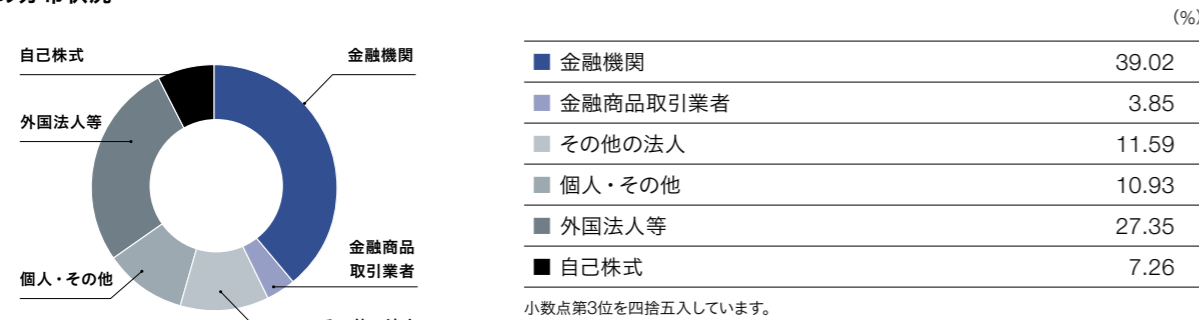 (%)
自己株式
金融機関
外国法人等
金融商品
取引業者
個人・その他
■ 金融機関 39.02
■ 金融商品取引業者 3.85
■ その他の法人 11.59
■ 個人・その他 10.93
■ 外国法人等 27.35
■ 自己株式 7.26
小数点第3位を四捨五入しています。